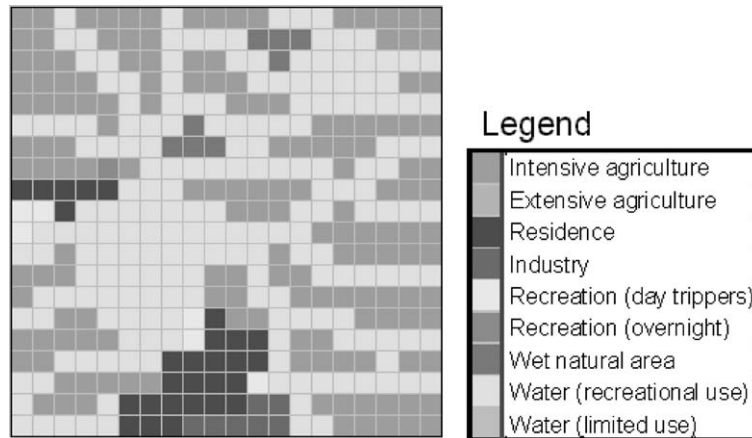 Legend
Intensive agriculture
Extensive agriculture
Residence
Industry
Recreation (day trippers)
Recreation (overnight)
Wet natural area
Water (recreational use)
Water (limited use)